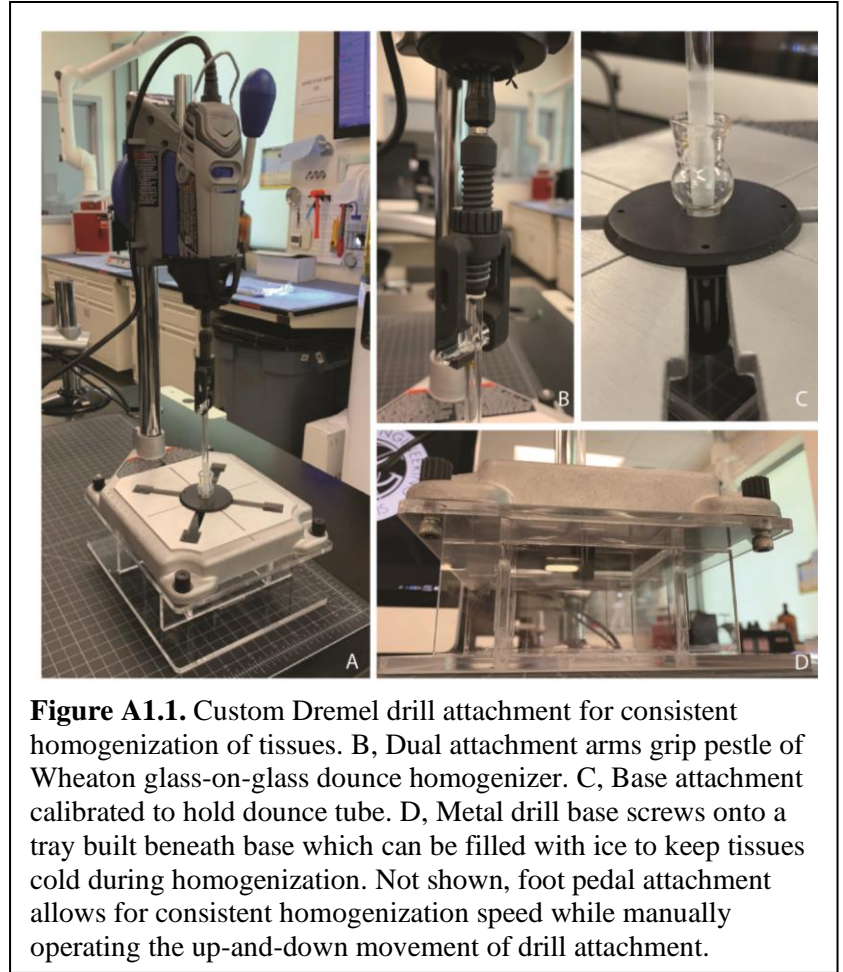 A
B
C
NG
EERI
IS
D
Figure A1.1. Custom Dremel drill attachment for consistent
homogenization of tissues. B, Dual attachment arms grip pestle of
Wheaton glass-on-glass dounce homogenizer. C, Base attachment
calibrated to hold dounce tube. D, Metal drill base screws onto a
tray built beneath base which can be filled with ice to keep tissues
cold during homogenization. Not shown, foot pedal attachment
allows for consistent homogenization speed while manually
operating the up-and-down movement of drill attachment.